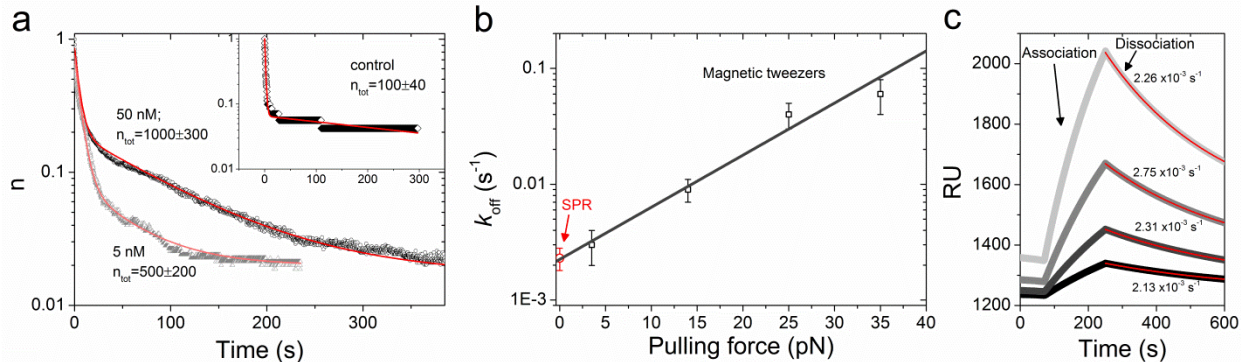 a
n
1
0.1
0.01
0
100
200
300
Time (s)
50 nM;
n_tot=1000±300
5 nM
n_tot=500±200
1
0.1
0.01
0
100
200
300
control
n_tot=100±40
b
k_off (s⁻¹)
0.1
0.01
1E-3
0
5
10
15
20
25
30
35
40
Pulling force (pN)
Magnetic tweezers
SPR
c
RU
2000
1800
1600
1400
1200
0
200
400
600
Time (s)
Association
Dissociation
2.26 x10⁻³ s⁻¹
2.75 x10⁻³ s⁻¹
2.31 x10⁻³ s⁻¹
2.13 x10⁻³ s⁻¹